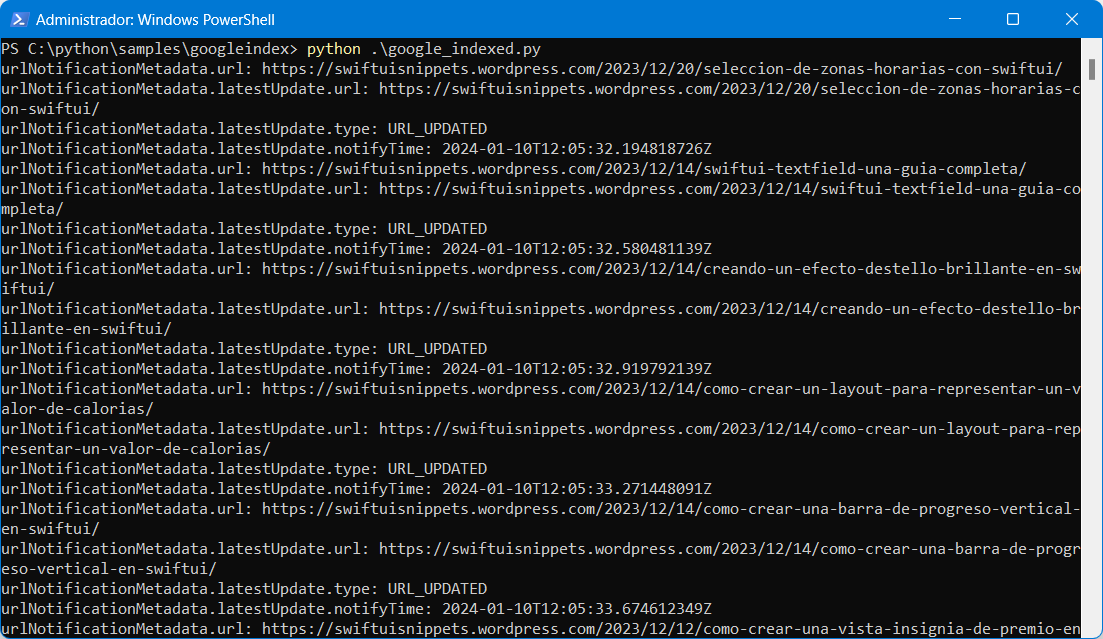 Administrador: Windows PowerShell
PS C:\python\samples\googleindex> python .\google_indexed.py
urlNotificationMetadata.url: https://swiftuisnippets.wordpress.com/2023/12/20/seleccion-de-zonas-horarias-con-swiftui/
urlNotificationMetadata.latestUpdate.url: https://swiftuisnippets.wordpress.com/2023/12/20/seleccion-de-zonas-horarias-c
on-swiftui/
urlNotificationMetadata.latestUpdate.type: URL_UPDATED
urlNotificationMetadata.latestUpdate.notifyTime: 2024-01-10T12:05:32.194818726Z
urlNotificationMetadata.url: https://swiftuisnippets.wordpress.com/2023/12/14/swiftui-textfield-una-guia-completa/
urlNotificationMetadata.latestUpdate.url: https://swiftuisnippets.wordpress.com/2023/12/14/swiftui-textfield-una-guia-co
mpleta/
urlNotificationMetadata.latestUpdate.type: URL_UPDATED
urlNotificationMetadata.latestUpdate.notifyTime: 2024-01-10T12:05:32.580481139Z
urlNotificationMetadata.url: https://swiftuisnippets.wordpress.com/2023/12/14/creando-un-efecto-destello-brillante-en-sw
iftui/
urlNotificationMetadata.latestUpdate.url: https://swiftuisnippets.wordpress.com/2023/12/14/creando-un-efecto-destello-br
illante-en-swiftui/
urlNotificationMetadata.latestUpdate.type: URL_UPDATED
urlNotificationMetadata.latestUpdate.notifyTime: 2024-01-10T12:05:32.919792139Z
urlNotificationMetadata.url: https://swiftuisnippets.wordpress.com/2023/12/14/como-crear-un-layout-para-representar-un-v
alor-de-calorias/
urlNotificationMetadata.latestUpdate.url: https://swiftuisnippets.wordpress.com/2023/12/14/como-crear-un-layout-para-rep
resentar-un-valor-de-calorias/
urlNotificationMetadata.latestUpdate.type: URL_UPDATED
urlNotificationMetadata.latestUpdate.notifyTime: 2024-01-10T12:05:33.271448091Z
urlNotificationMetadata.url: https://swiftuisnippets.wordpress.com/2023/12/14/como-crear-una-barra-de-progreso-vertical-
en-swiftui/
urlNotificationMetadata.latestUpdate.url: https://swiftuisnippets.wordpress.com/2023/12/14/como-crear-una-barra-de-progr
eso-vertical-en-swiftui/
urlNotificationMetadata.latestUpdate.type: URL_UPDATED
urlNotificationMetadata.latestUpdate.notifyTime: 2024-01-10T12:05:33.674612349Z
urlNotificationMetadata.url: https://swiftuisnippets.wordpress.com/2023/12/12/como-crear-una-vista-insignia-de-premio-en